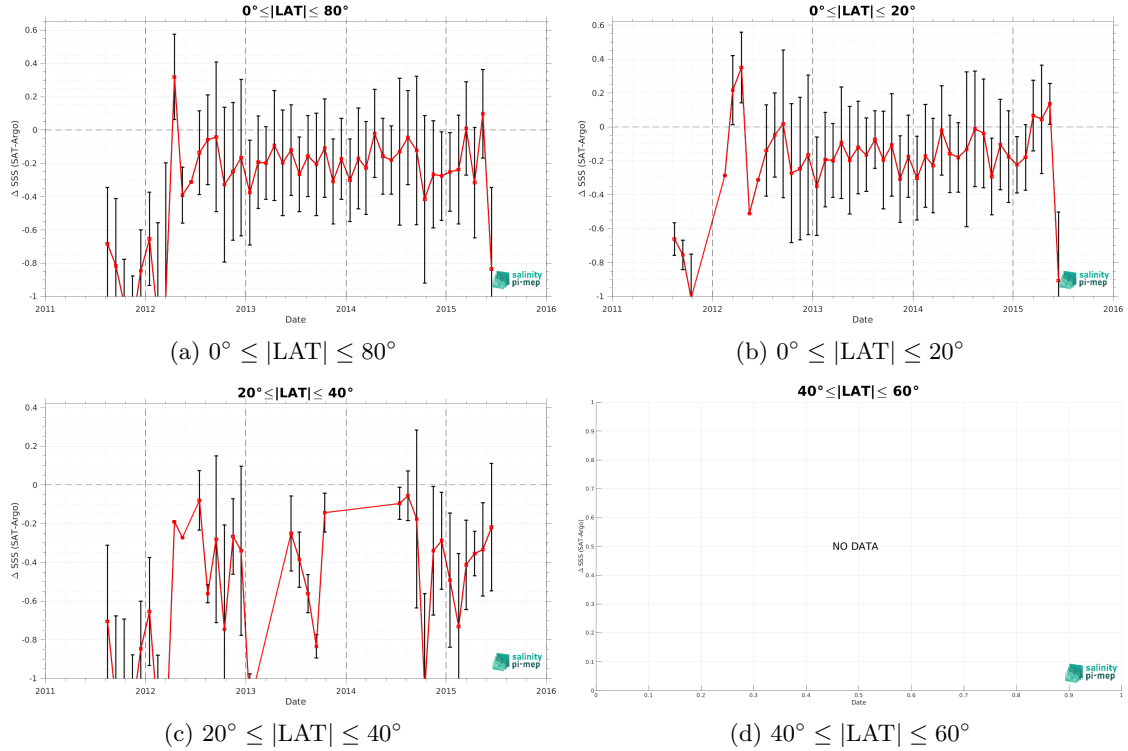 0°≤|LAT|≤ 80°
Δ SSS (SAT-Argo)
0.6
0.4
0.2
0
-0.2
-0.4
-0.6
-0.8
-1
2011 2012 2013 2014 2015 2016
Date
salinity
pi-mep
(a) 0° ≤ |LAT| ≤ 80°
0°≤|LAT|≤ 20°
Δ SSS (SAT-Argo)
0.6
0.4
0.2
0
-0.2
-0.4
-0.6
-0.8
-1
2011 2012 2013 2014 2015 2016
Date
salinity
pi-mep
(b) 0° ≤ |LAT| ≤ 20°
20°≤|LAT|≤ 40°
Δ SSS (SAT-Argo)
0.4
0.2
0
-0.2
-0.4
-0.6
-0.8
-1
2011 2012 2013 2014 2015 2016
Date
salinity
pi-mep
(c) 20° ≤ |LAT| ≤ 40°
40°≤|LAT|≤ 60°
Δ SSS (SAT-Argo)
1
0.9
0.8
0.7
0.6
0.5
0.4
0.3
0.2
0.1
0
NO DATA
0 0.1 0.2 0.3 0.4 0.5 0.6 0.7 0.8 0.9 1
Date
salinity
pi-mep
(d) 40° ≤ |LAT| ≤ 60°